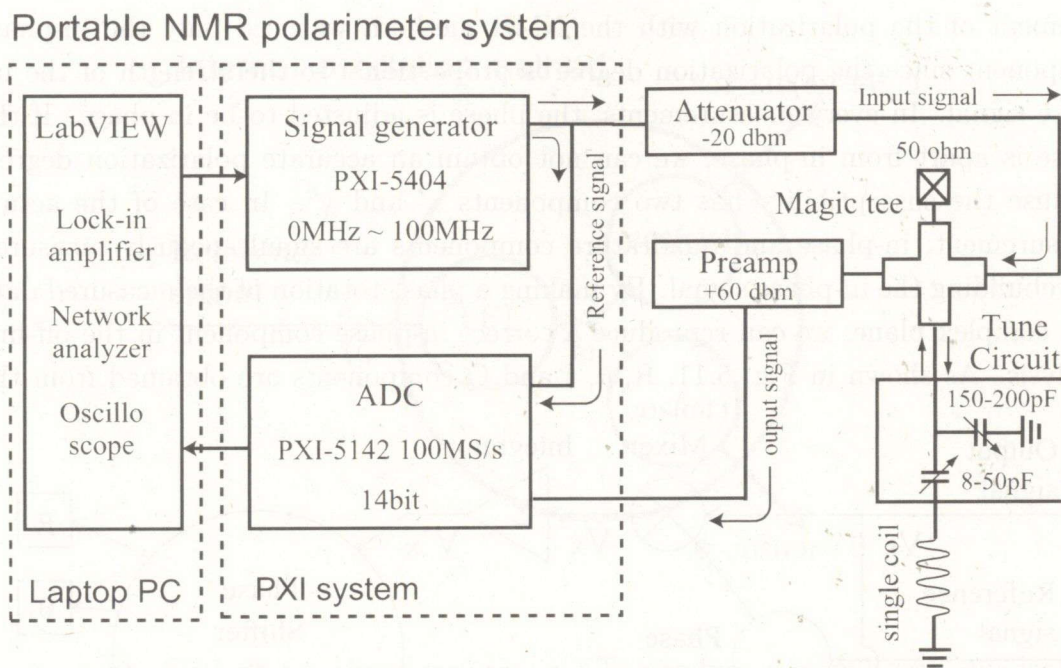 Portable NMR polarimeter system
LabVIEW
Lock-in
amplifier
Network
analyzer
Oscillo
scope
Laptop PC
Signal generator
PXI-5404
0MHz ~ 100MHz
Reference signal
ADC
PXI-5142 100MS/s
14bit
PXI system
Attenuator
-20 dbm
Input signal
50 ohm
Magic tee
Preamp
+60 dbm
output signal
Tune
Circuit
150-200pF
8-50pF
single coil